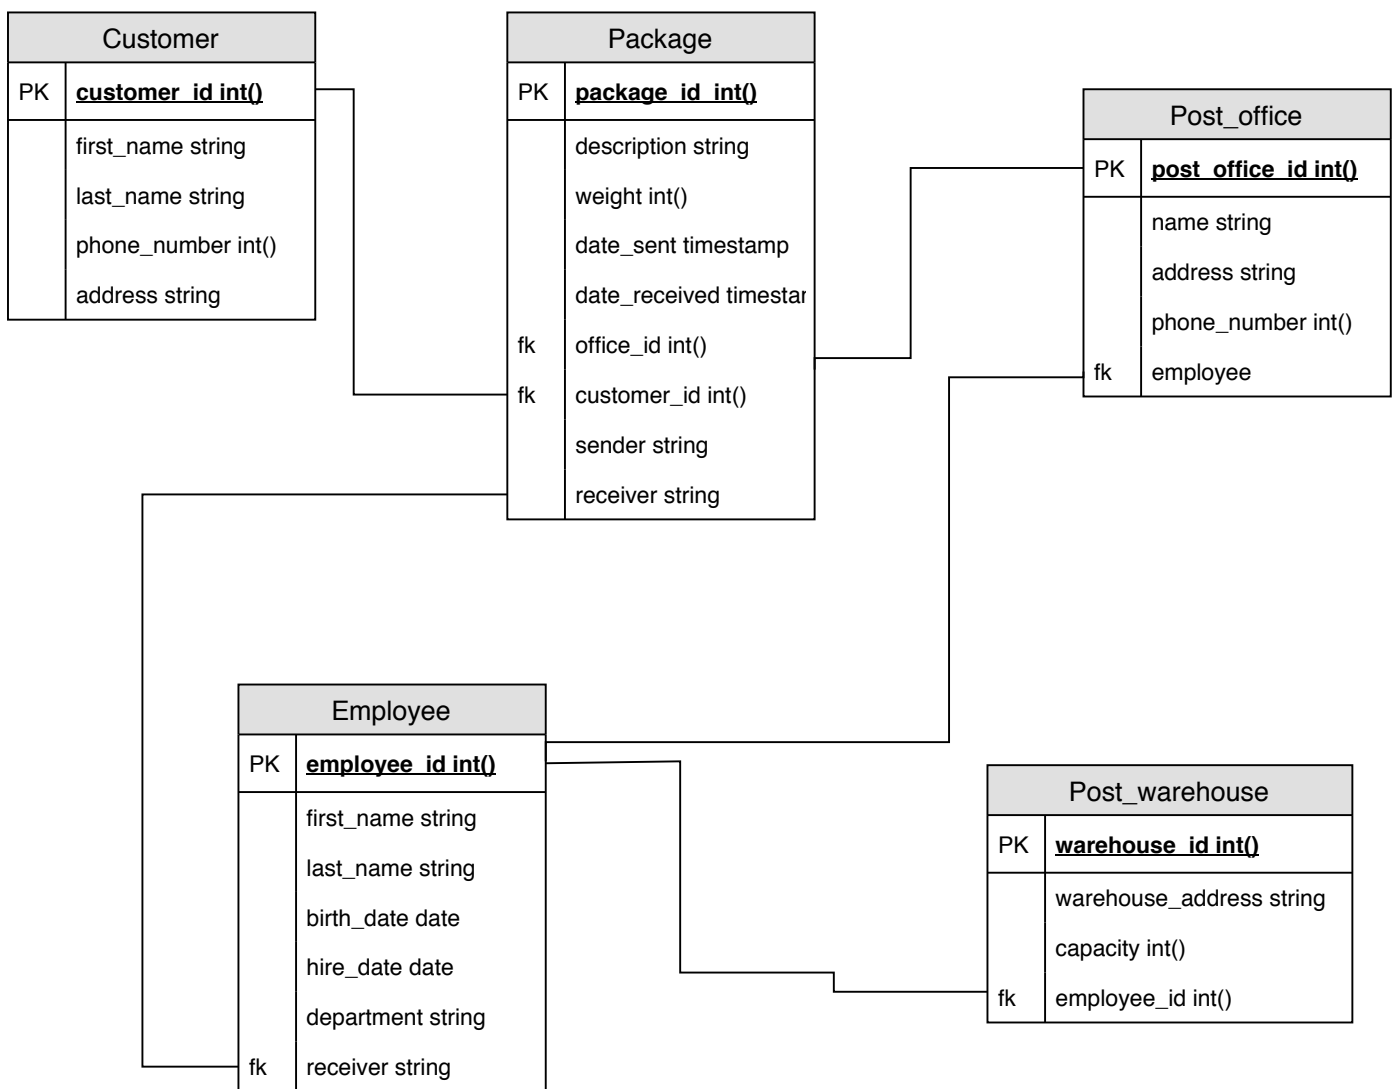 Customer
PK customer_id int()
first_name string
last_name string
phone_number int()
address string
Package
PK package_id int()
description string
weight int()
date_sent timestamp
date_received timestar
fk office_id int()
fk customer_id int()
sender string
receiver string
Post_office
PK post_office_id int()
name string
address string
phone_number int()
fk employee
Employee
PK employee_id int()
first_name string
last_name string
birth_date date
hire_date date
department string
fk receiver string
Post_warehouse
PK warehouse_id int()
warehouse_address string
capacity int()
fk employee_id int()